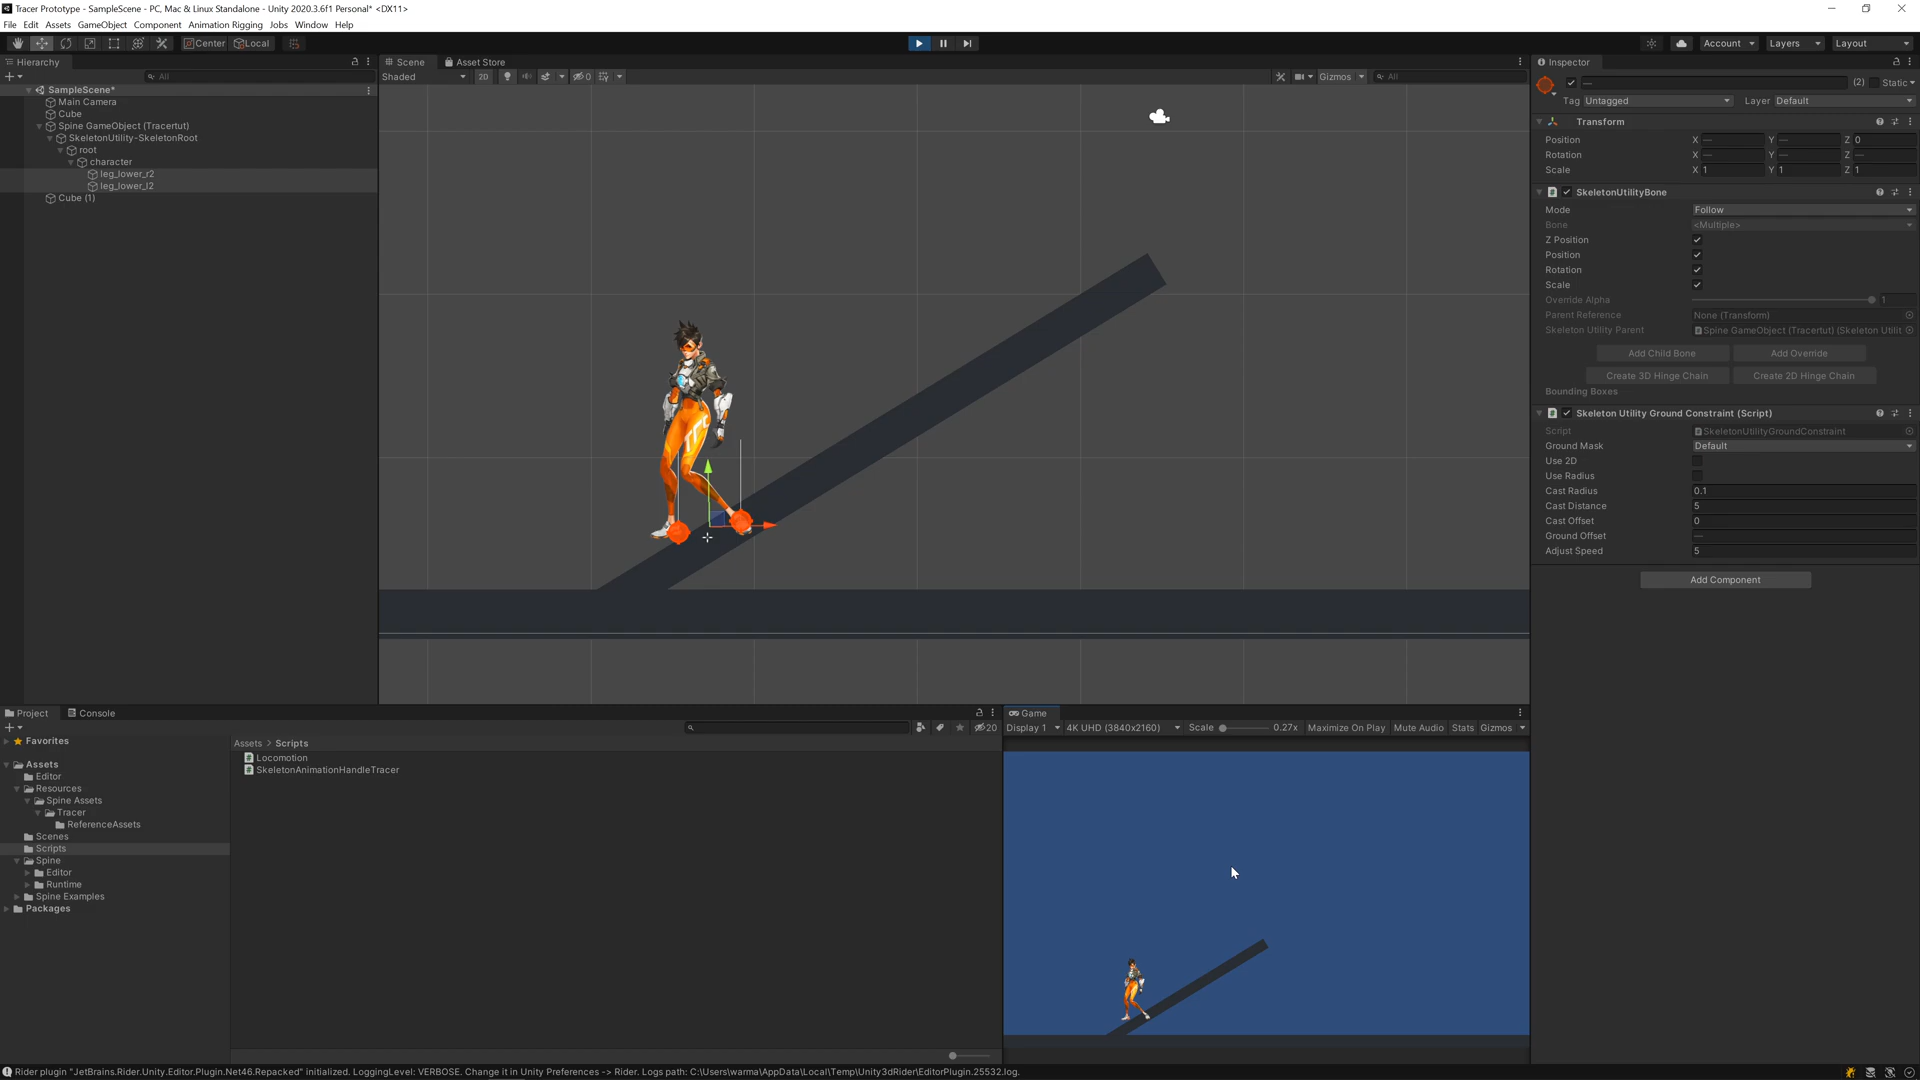 Tracer Prototype - SampleScene - PC, Mac & Linux Standalone - Unity 2020.3.6f1 Personal* <DX11>
File Edit Assets GameObject Component Animation Rigging Jobs Window Help
Center Local Account Layers Layout
Hierarchy
All
SampleScene*
Main Camera
Cube
Spine GameObject (Tracertut)
SkeletonUtility-SkeletonRoot
root
character
leg_lower_r2
leg_lower_l2
Cube (1)
Scene Asset Store
Shaded 2D 0 Gizmos All
Inspector
— (2) Static
Tag Untagged Layer Default
Transform
Position X — Y — Z 0
Rotation X — Y — Z —
Scale X 1 Y 1 Z 1
SkeletonUtilityBone
Mode Follow
Bone <Multiple>
Z Position
Position
Rotation
Scale
Override Alpha 1
Parent Reference None (Transform)
Skeleton Utility Parent Spine GameObject (Tracertut) (Skeleton Utilit
Add Child Bone Add Override
Create 3D Hinge Chain Create 2D Hinge Chain
Bounding Boxes
Skeleton Utility Ground Constraint (Script)
Script SkeletonUtilityGroundConstraint
Ground Mask Default
Use 2D
Use Radius
Cast Radius 0.1
Cast Distance 5
Cast Offset 0
Ground Offset —
Adjust Speed 5
Add Component
Project Console
20
Favorites
Assets
Editor
Resources
Spine Assets
Tracer
ReferenceAssets
Scenes
Scripts
Spine
Editor
Runtime
Spine Examples
Packages
Assets > Scripts
Locomotion
SkeletonAnimationHandleTracer
Game
Display 1 4K UHD (3840x2160) Scale 0.27x Maximize On Play Mute Audio Stats Gizmos
Rider plugin "JetBrains.Rider.Unity.Editor.Plugin.Net46.Repacked" initialized. LoggingLevel: VERBOSE. Change it in Unity Preferences -> Rider. Logs path: C:\Users\warma\AppData\Local\Temp\Unity3dRider\EditorPlugin.25532.log.